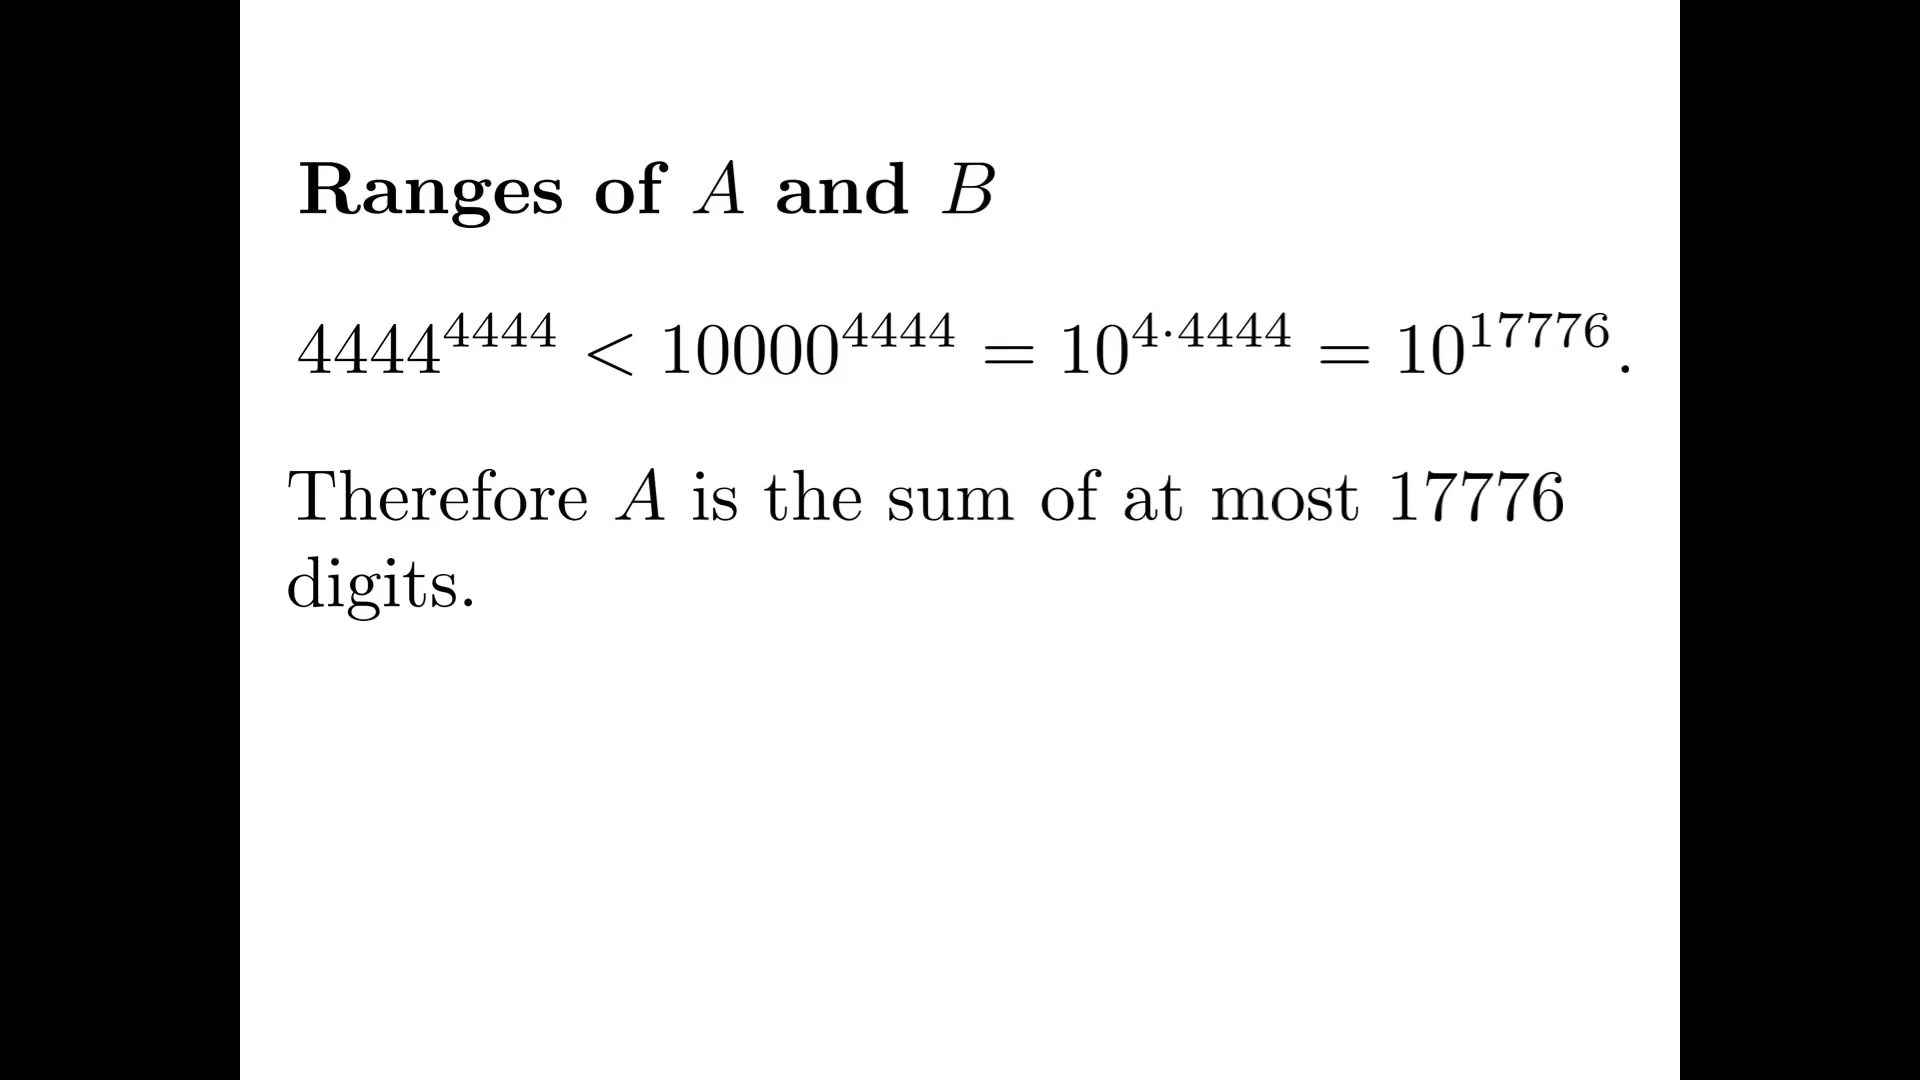 Ranges of A and B
4444^{4444} < 10000^{4444} = 10^{4·4444} = 10^{17776}.
Therefore A is the sum of at most 17776
digits.